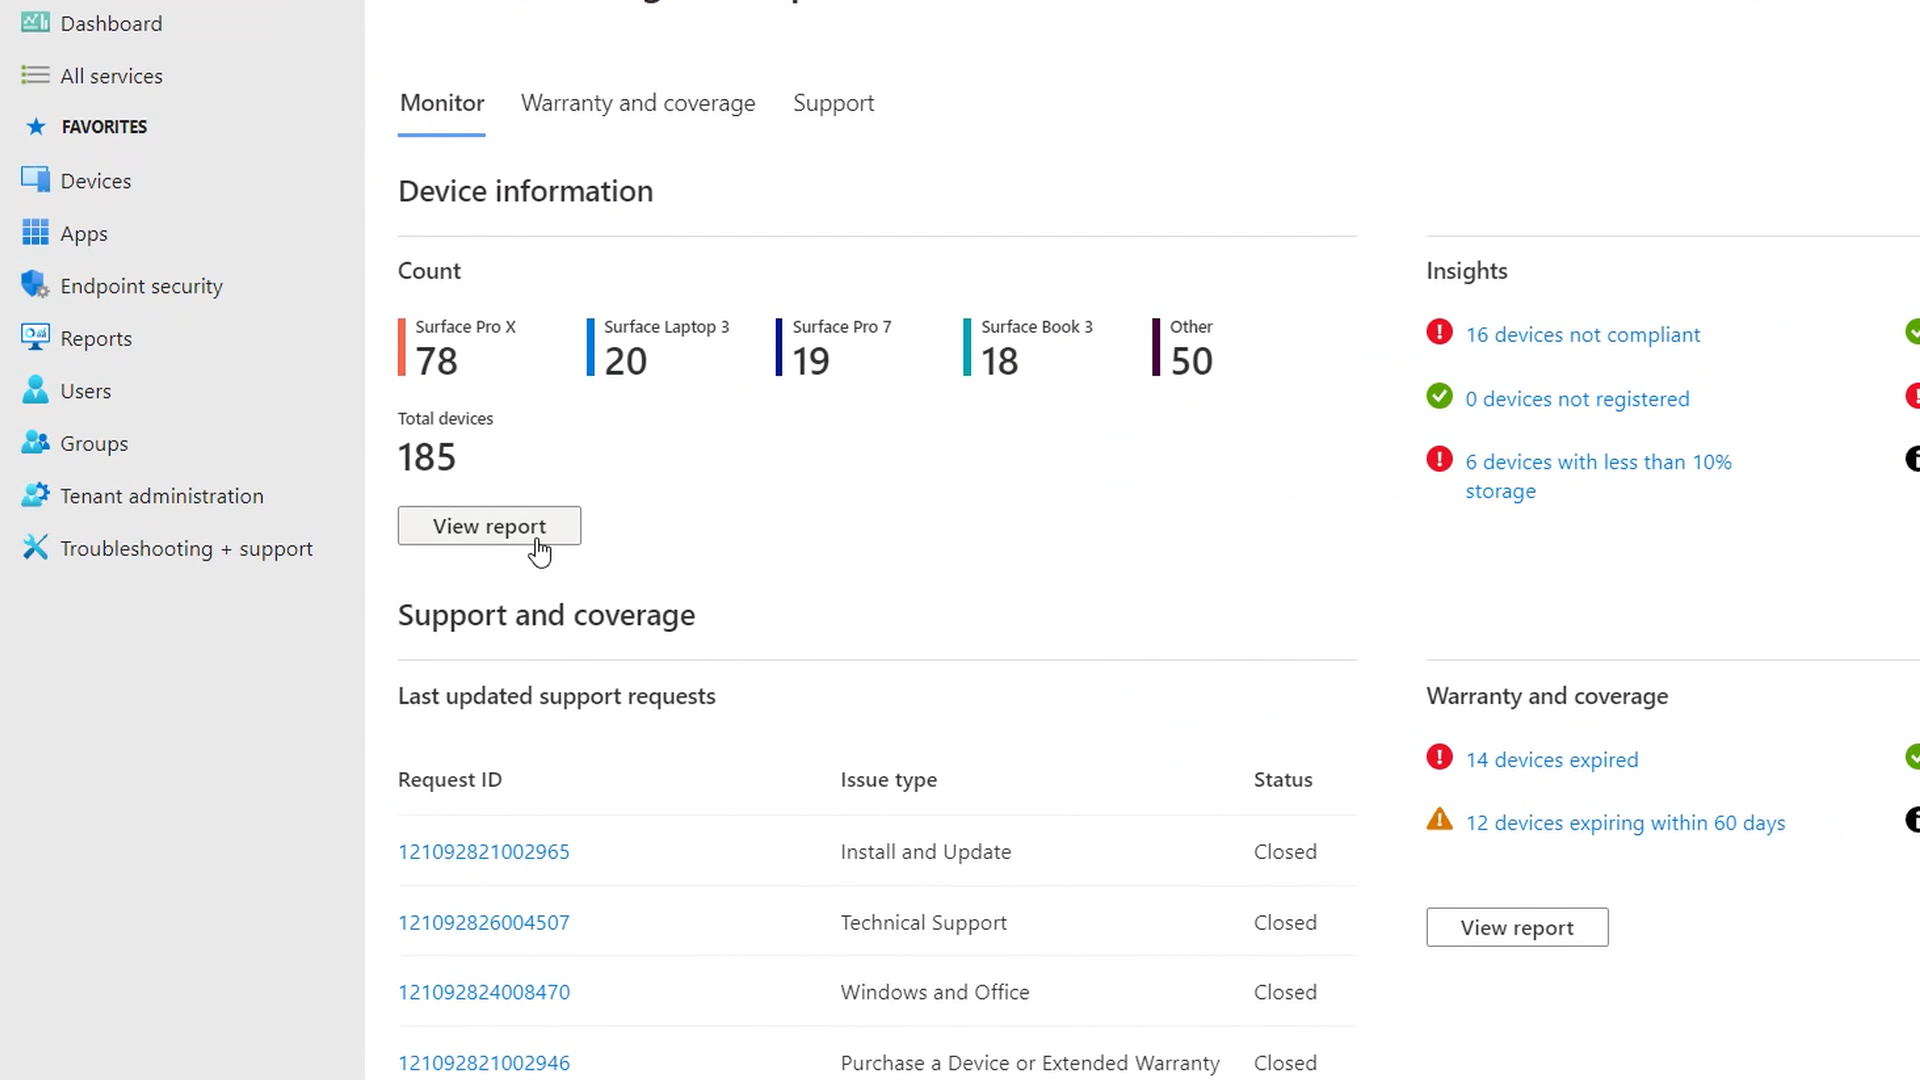 Dashboard
All services
FAVORITES
Devices
Apps
Endpoint security
Reports
Users
Groups
Tenant administration
Troubleshooting + support
Monitor
Warranty and coverage
Support
Device information
Count
Surface Pro X
78
Surface Laptop 3
20
Surface Pro 7
19
Surface Book 3
18
Other
50
Total devices
185
View report
Insights
16 devices not compliant
0 devices not registered
6 devices with less than 10%
storage
Support and coverage
Last updated support requests
Request ID Issue type Status
121092821002965 Install and Update Closed
121092826004507 Technical Support Closed
121092824008470 Windows and Office Closed
121092821002946 Purchase a Device or Extended Warranty Closed
Warranty and coverage
14 devices expired
12 devices expiring within 60 days
View report